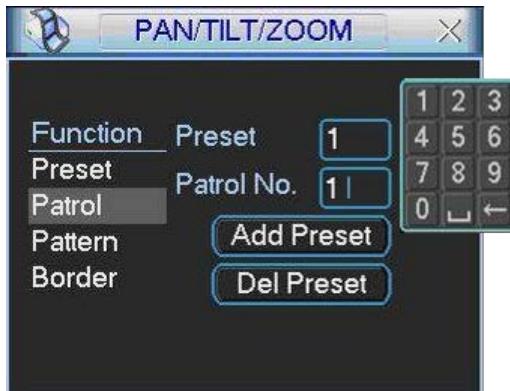 PAN/TILT/ZOOM
Function
Preset
Patrol
Pattern
Border
Preset 1
Patrol No. 1
Add Preset
Del Preset
1 2 3
4 5 6
7 8 9
0